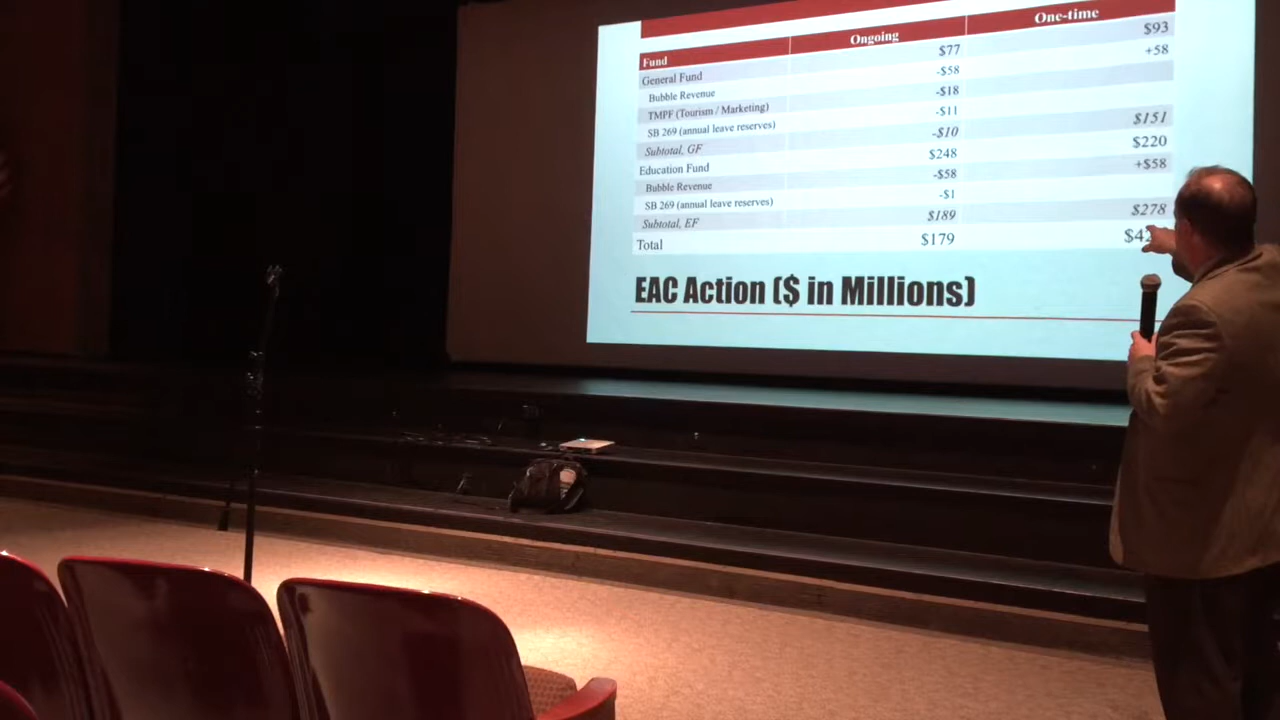 Fund Ongoing One-time
General Fund $77 $93
Bubble Revenue -$58 +58
TMPF (Tourism / Marketing) -$18
SB 269 (annual leave reserves) -$11
Subtotal, GF -$10 $151
Education Fund $248 $220
Bubble Revenue -$58 +$58
SB 269 (annual leave reserves) -$1
Subtotal, EF $189 $278
Total $179
EAC Action ($ in Millions)